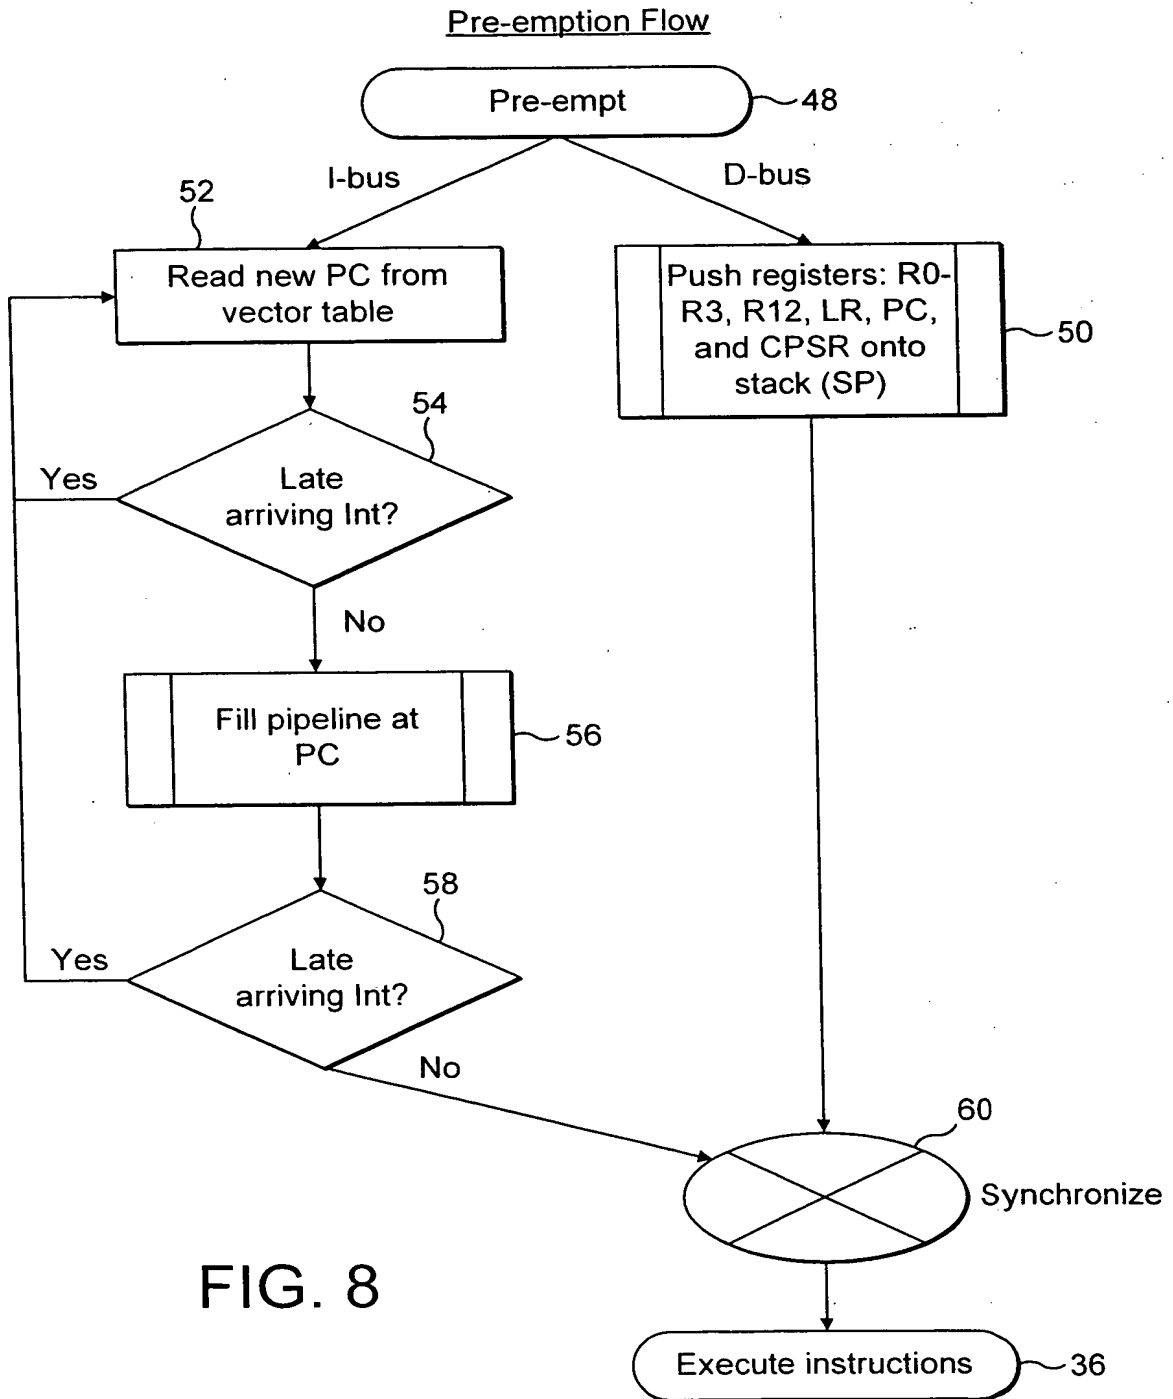 Pre-emption Flow
Pre-empt
48
I-bus
D-bus
52
Read new PC from
vector table
Push registers: R0-
R3, R12, LR, PC,
and CPSR onto
stack (SP)
50
54
Yes
Late
arriving Int?
No
Fill pipeline at
PC
56
58
Yes
Late
arriving Int?
No
60
Synchronize
FIG. 8
Execute instructions
36